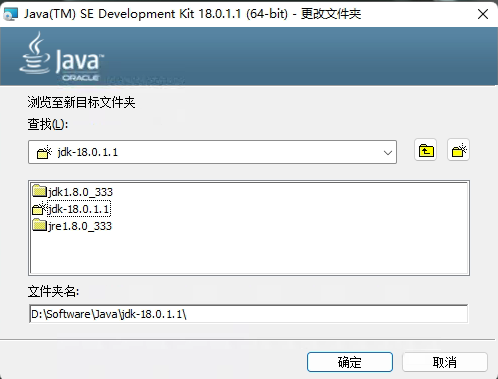 Java(TM) SE Development Kit 18.0.1.1 (64-bit) - 更改文件夹
Java
ORACLE
浏览至新目标文件夹
查找(L):
jdk-18.0.1.1
jdk1.8.0_333
jdk-18.0.1.1
jre1.8.0_333
文件夹名:
D:\Software\Java\jdk-18.0.1.1\
确定
取消